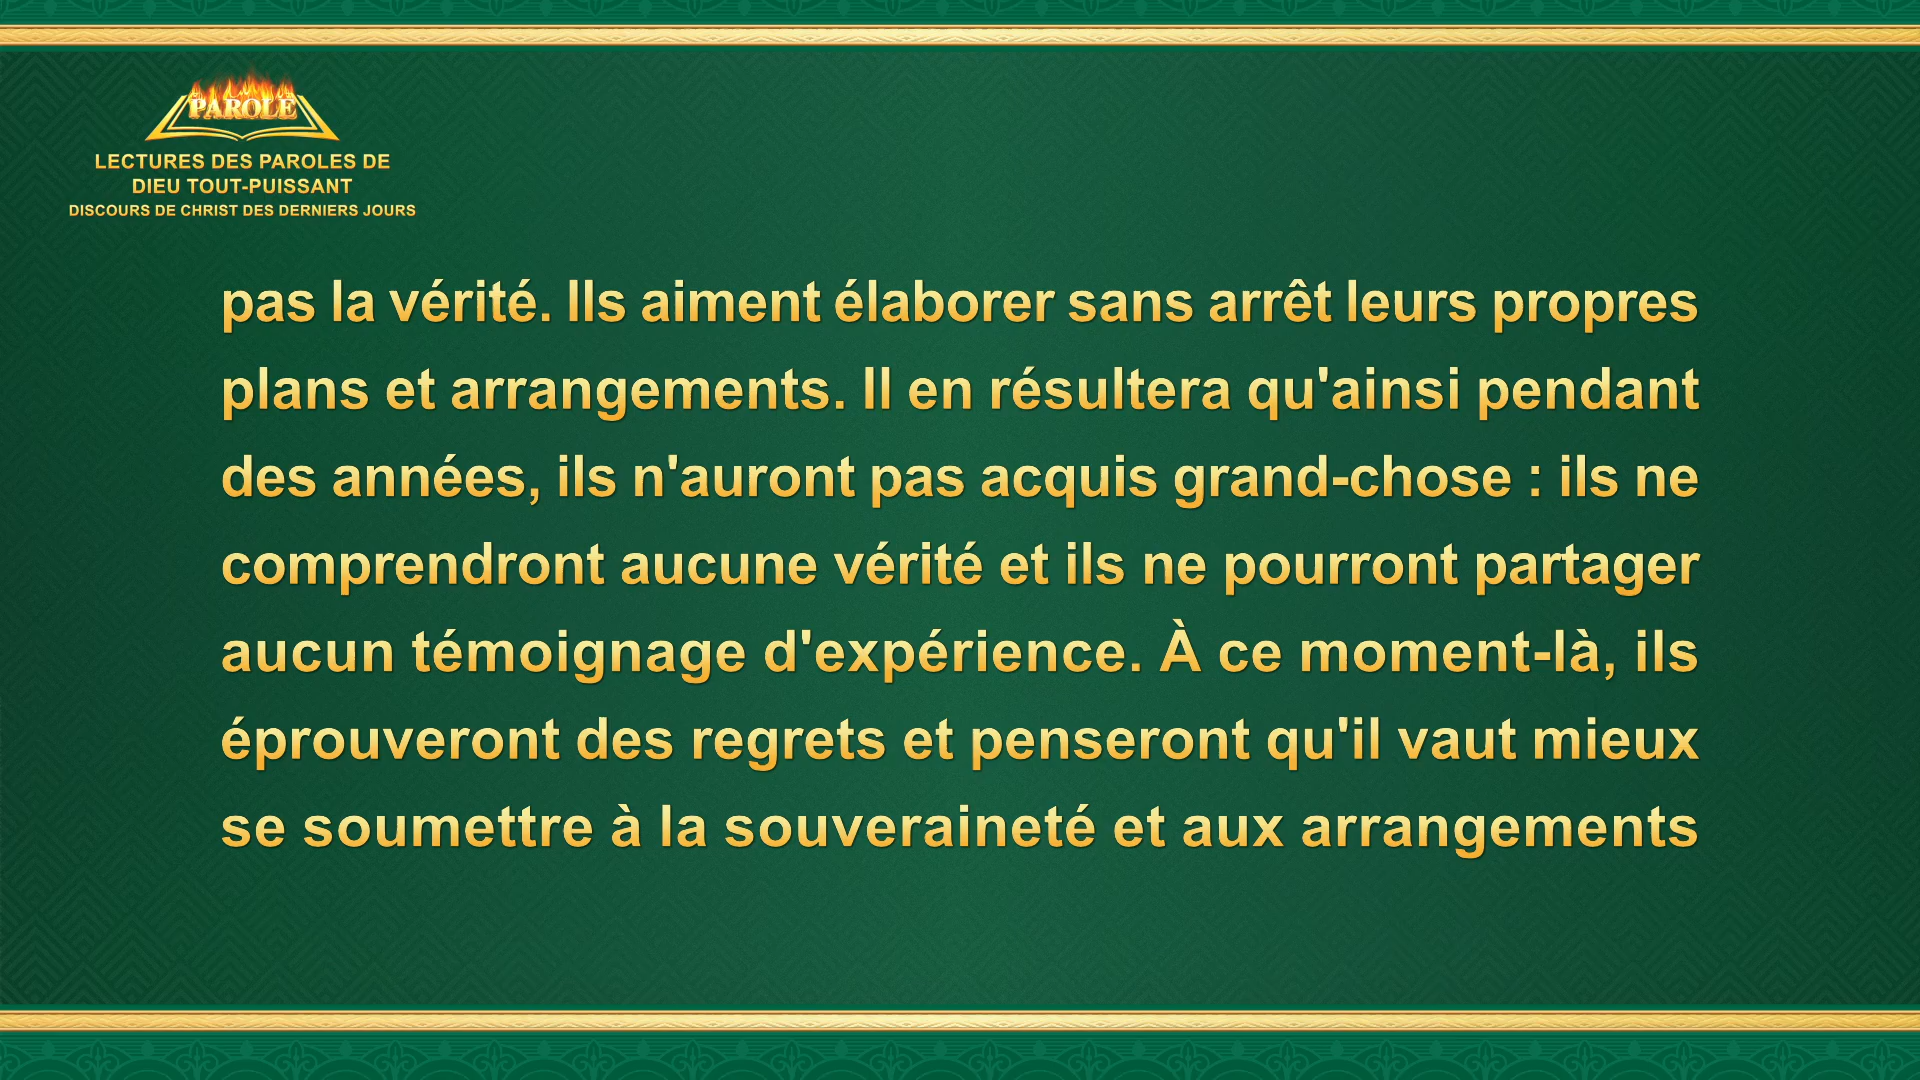 PAROLE
LECTURES DES PAROLES DE
DIEU TOUT-PUISSANT
DISCOURS DE CHRIST DES DERNIERS JOURS
pas la vérité. Ils aiment élaborer sans arrêt leurs propres
plans et arrangements. Il en résultera qu'ainsi pendant
des années, ils n'auront pas acquis grand-chose : ils ne
comprendront aucune vérité et ils ne pourront partager
aucun témoignage d'expérience. À ce moment-là, ils
éprouveront des regrets et penseront qu'il vaut mieux
se soumettre à la souveraineté et aux arrangements